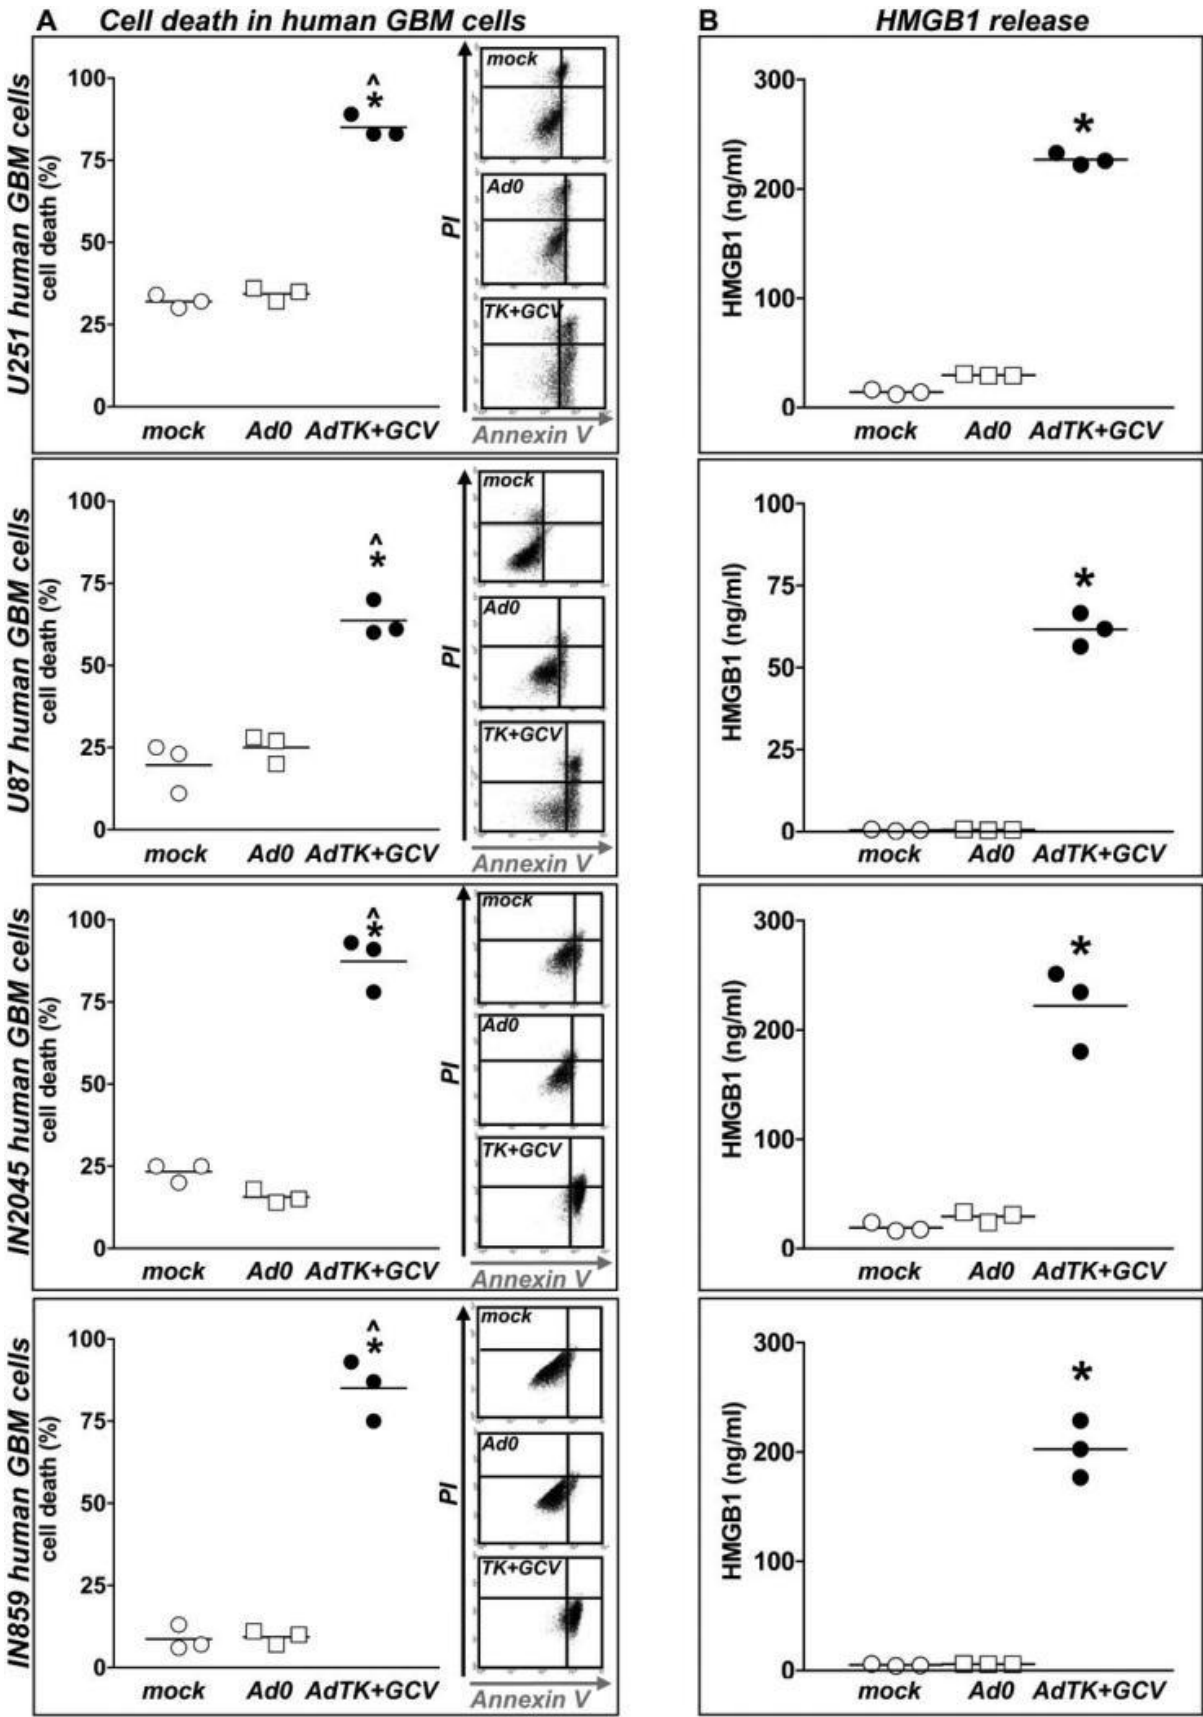 A Cell death in human GBM cells
B HMGB1 release
U251 human GBM cells
cell death (%)
100
75
50
25
0
^
*
mock Ad0 AdTK+GCV
PI
mock
Ad0
TK+GCV
Annexin V
HMGB1 (ng/ml)
300
200
100
0
*
mock Ad0 AdTK+GCV
U87 human GBM cells
cell death (%)
100
75
50
25
0
^
*
mock Ad0 AdTK+GCV
PI
mock
Ad0
TK+GCV
Annexin V
HMGB1 (ng/ml)
100
75
50
25
0
*
mock Ad0 AdTK+GCV
IN2045 human GBM cells
cell death (%)
100
75
50
25
0
^
*
mock Ad0 AdTK+GCV
PI
mock
Ad0
TK+GCV
Annexin V
HMGB1 (ng/ml)
300
200
100
0
*
mock Ad0 AdTK+GCV
IN859 human GBM cells
cell death (%)
100
75
50
25
0
^
*
mock Ad0 AdTK+GCV
PI
mock
Ad0
TK+GCV
Annexin V
HMGB1 (ng/ml)
300
200
100
0
*
mock Ad0 AdTK+GCV